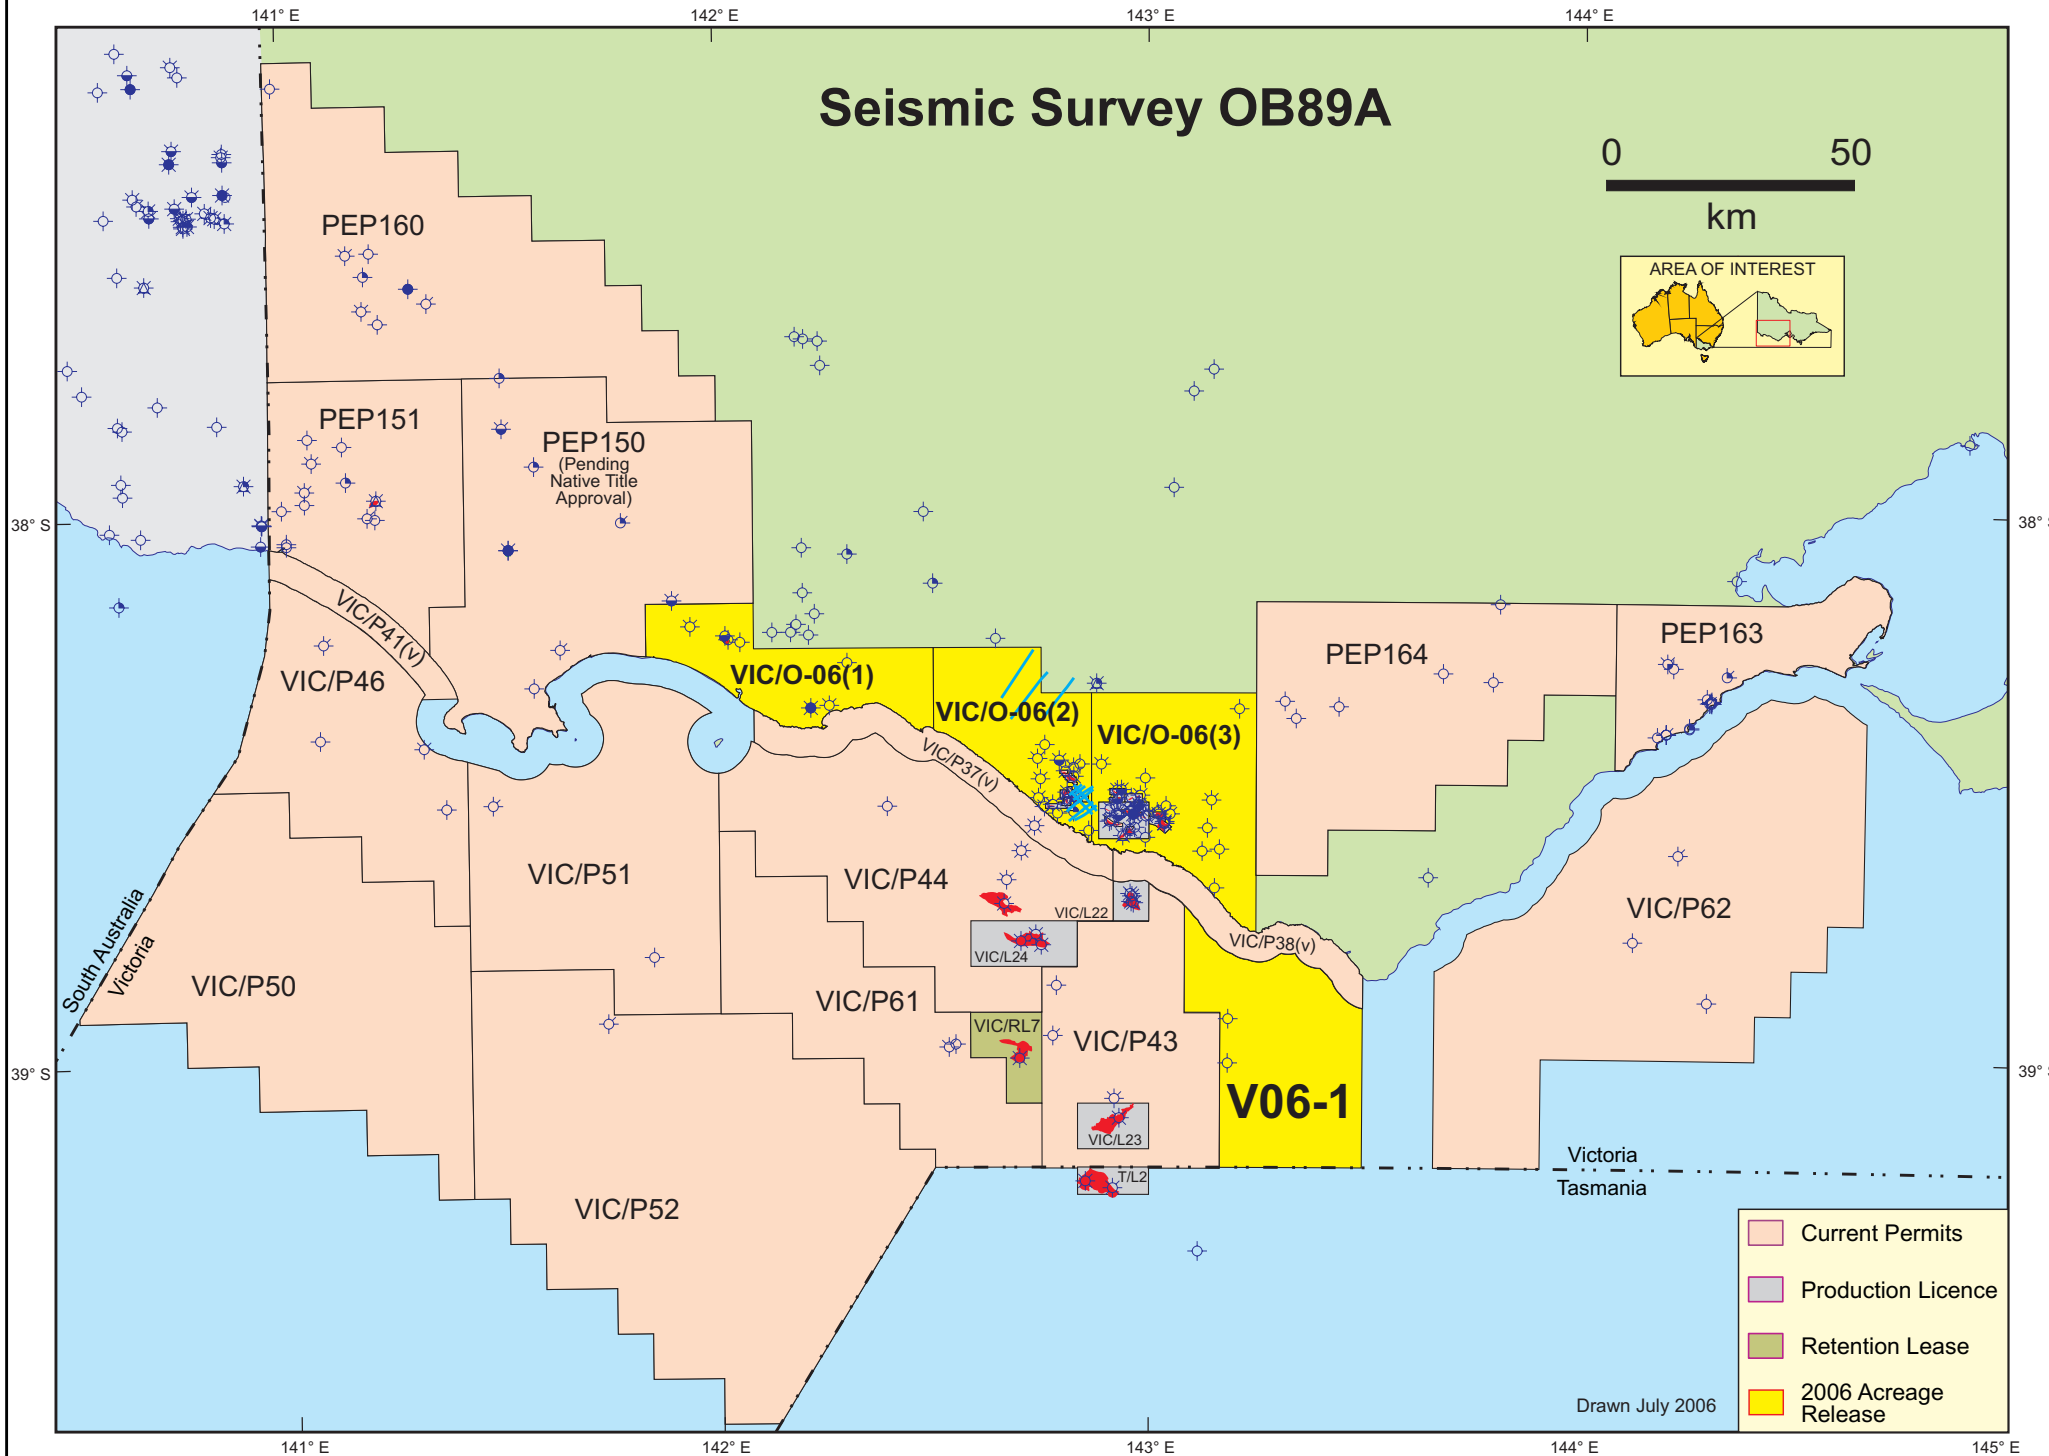 141° E
142° E
143° E
144° E
Seismic Survey OB89A
0
50
km
AREA OF INTEREST
PEP160
PEP151
PEP150
(Pending
Native Title
Approval)
38° S
38° S
VIC/P41(v)
VIC/P46
VIC/O-06(1)
VIC/O-06(2)
VIC/O-06(3)
PEP164
PEP163
VIC/P37(v)
VIC/P51
VIC/P44
VIC/L22
VIC/P38(v)
VIC/P62
VIC/L24
South Australia
Victoria
VIC/P50
VIC/P61
VIC/RL7
VIC/P43
39° S
39° S
V06-1
VIC/L23
T/L2
Victoria
Tasmania
VIC/P52
Current Permits
Production Licence
Retention Lease
2006 Acreage
Release
Drawn July 2006
141° E
142° E
143° E
144° E
145° E